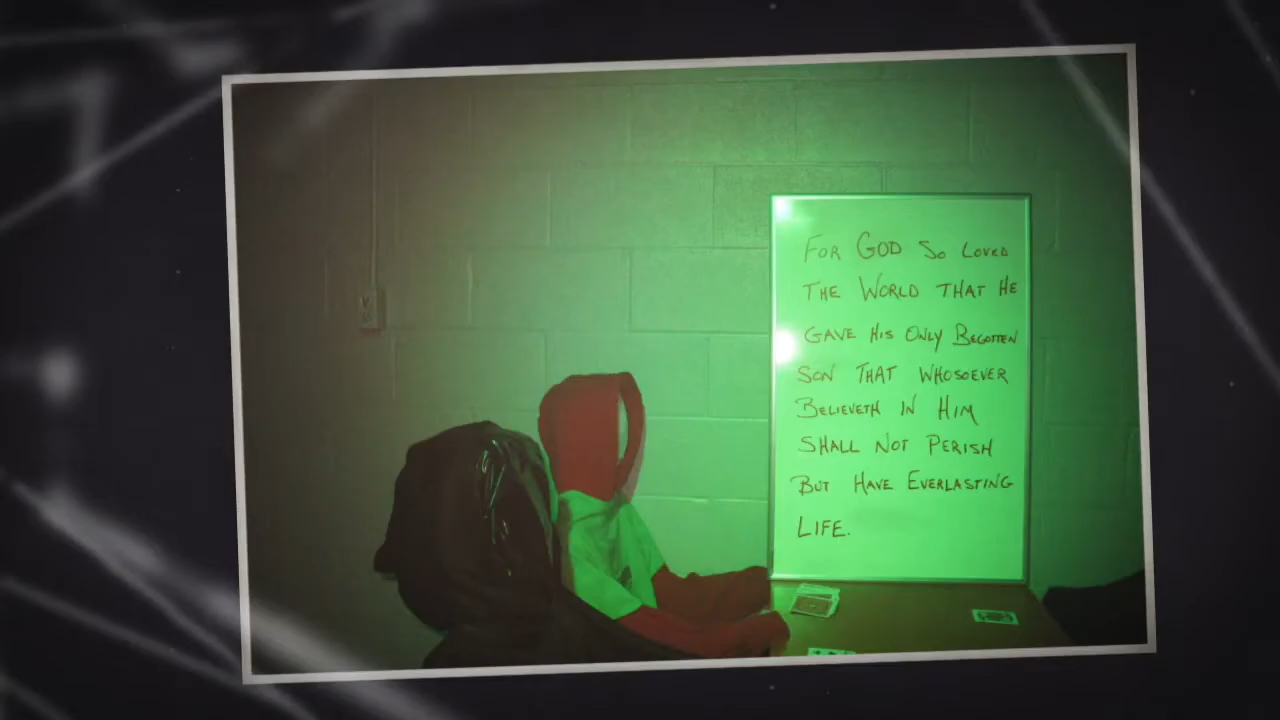 FOR GOD SO LOVED
THE WORLD THAT HE
GAVE HIS ONLY BEGOTTEN
SON THAT WHOSOEVER
BELIEVETH IN HIM
SHALL NOT PERISH
BUT HAVE EVERLASTING
LIFE.